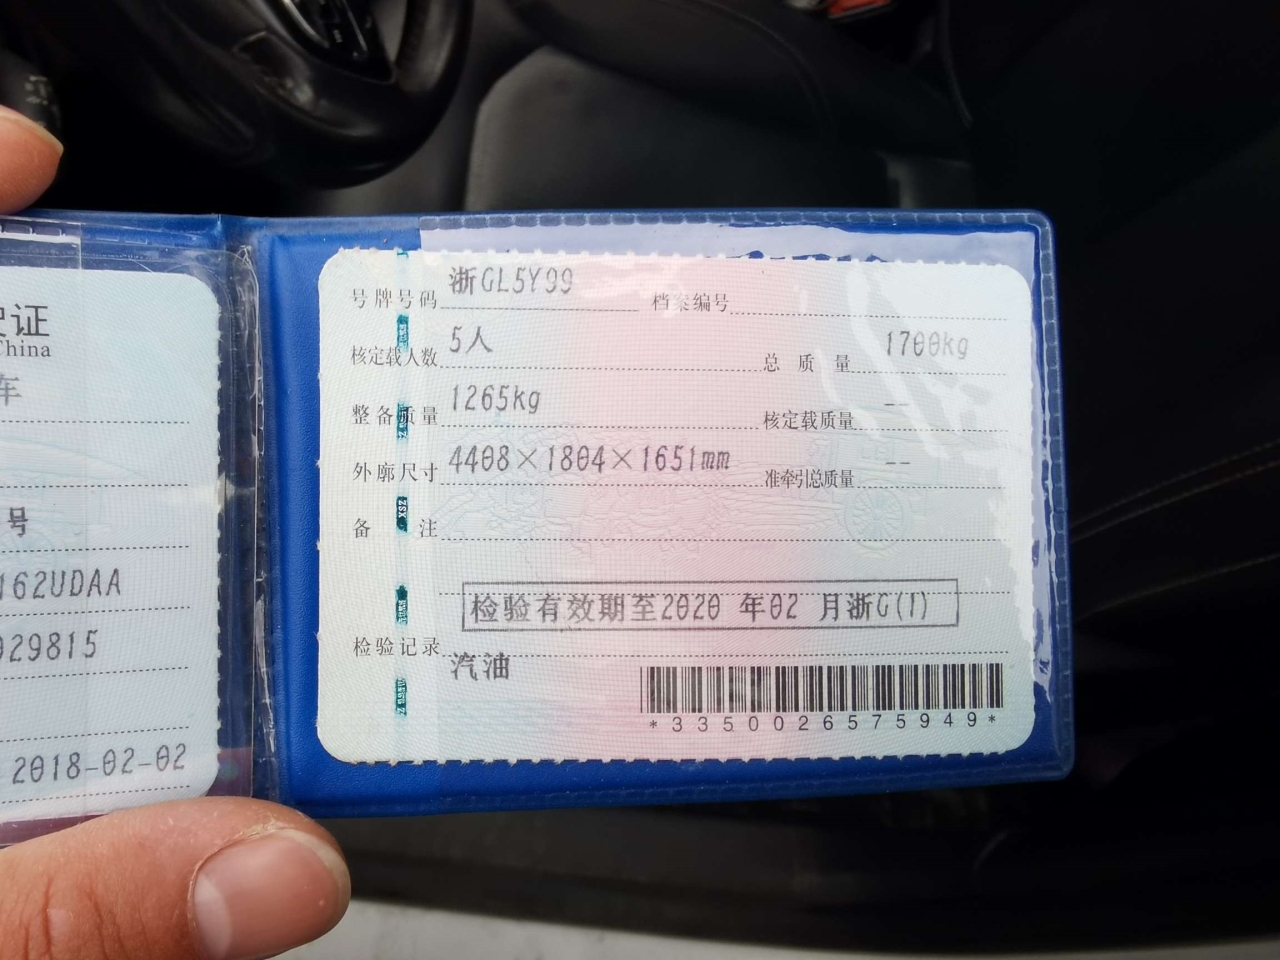 证
China
车
号
162UDAA
029815
2018-02-02
号牌号码 浙GL5Y99 档案编号
核定载人数 5人 总质量 1700kg
整备质量 1265kg 核定载质量 --
外廓尺寸 4408×1804×1651mm 准牵引总质量 --
备注
检验有效期至2020 年02 月浙G(1)
检验记录
汽油
*3350026575949*
XSZ